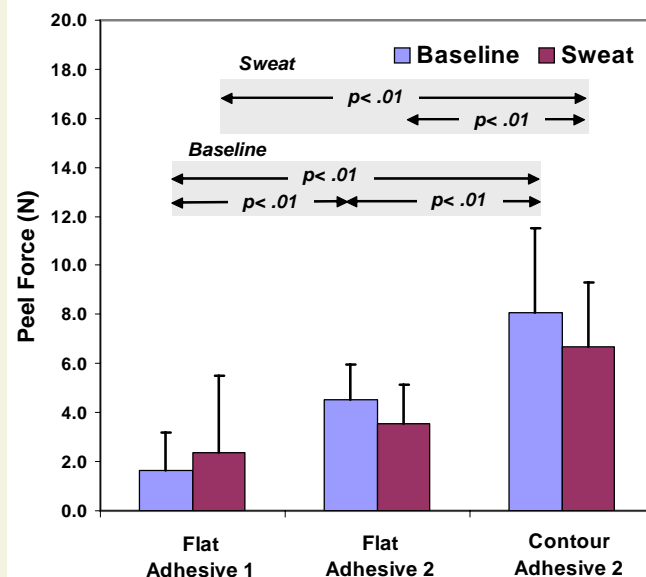 20.0
18.0
16.0
14.0
12.0
10.0
8.0
6.0
4.0
2.0
0.0
Peel Force (N)
Baseline Sweat
Sweat
p< .01
p< .01
Baseline
p< .01
p< .01 p< .01
Flat
Adhesive 1
Flat
Adhesive 2
Contour
Adhesive 2